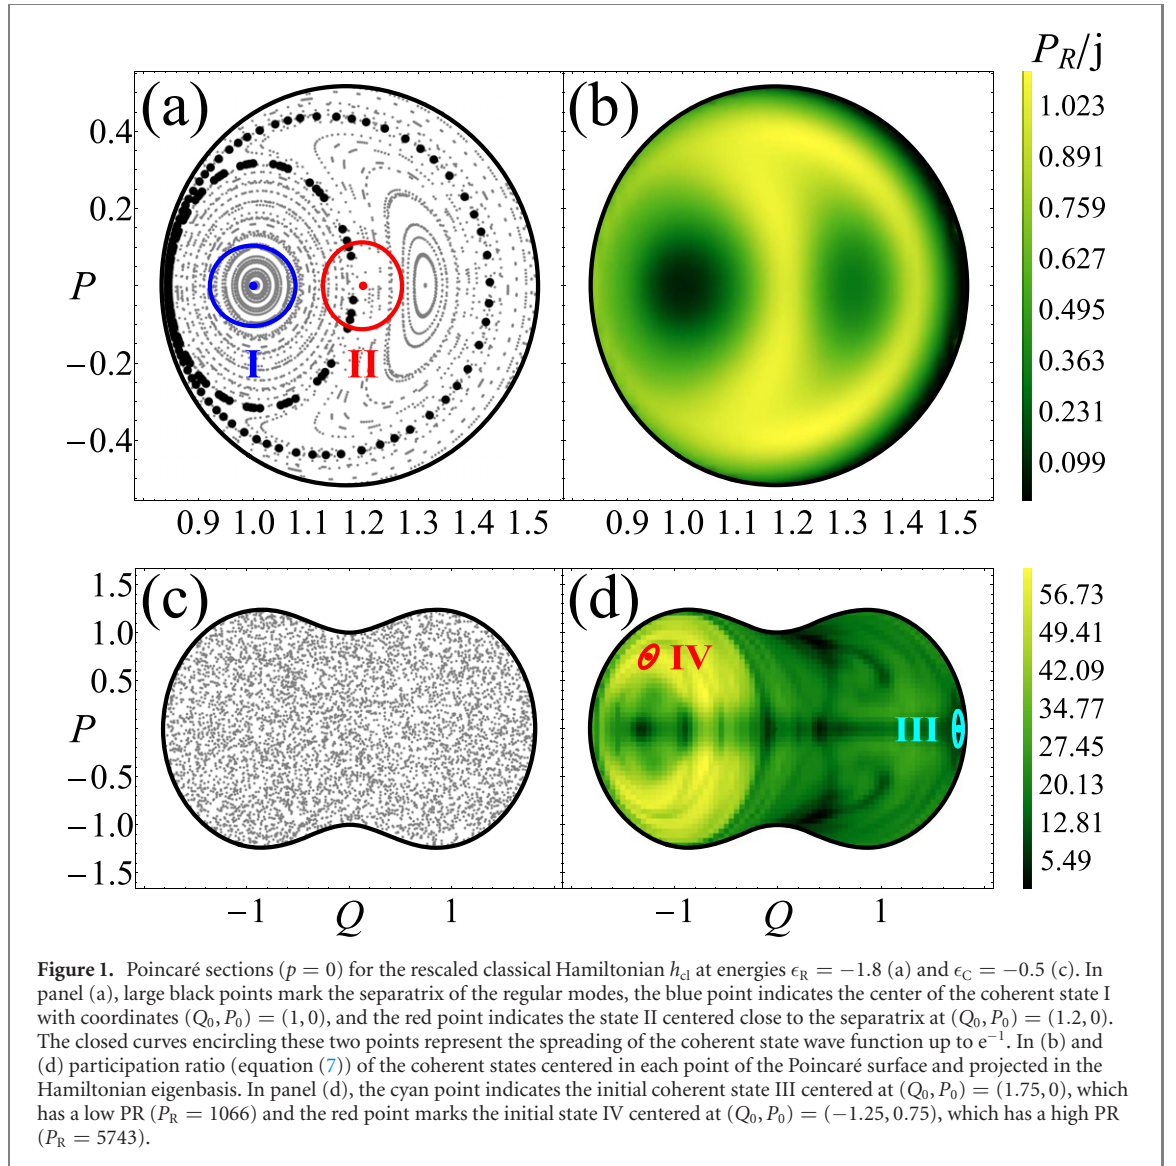 P_R/j
(a)
(b)
0.4
0.2
P
0.0
−0.2
−0.4
I
II
1.023
0.891
0.759
0.627
0.495
0.363
0.231
0.099
0.9 1.0 1.1 1.2 1.3 1.4 1.5
0.9 1.0 1.1 1.2 1.3 1.4 1.5
(c)
(d)
1.5
1.0
0.5
P
0.0
−0.5
−1.0
−1.5
IV
III
56.73
49.41
42.09
34.77
27.45
20.13
12.81
5.49
−1 Q 1
−1 Q 1
Figure 1. Poincaré sections (p = 0) for the rescaled classical Hamiltonian h_cl at energies ϵ_R = −1.8 (a) and ϵ_C = −0.5 (c). In
panel (a), large black points mark the separatrix of the regular modes, the blue point indicates the center of the coherent state I
with coordinates (Q_0, P_0) = (1, 0), and the red point indicates the state II centered close to the separatrix at (Q_0, P_0) = (1.2, 0).
The closed curves encircling these two points represent the spreading of the coherent state wave function up to e^{−1}. In (b) and
(d) participation ratio (equation (7)) of the coherent states centered in each point of the Poincaré surface and projected in the
Hamiltonian eigenbasis. In panel (d), the cyan point indicates the initial coherent state III centered at (Q_0, P_0) = (1.75, 0), which
has a low PR (P_R = 1066) and the red point marks the initial state IV centered at (Q_0, P_0) = (−1.25, 0.75), which has a high PR
(P_R = 5743).